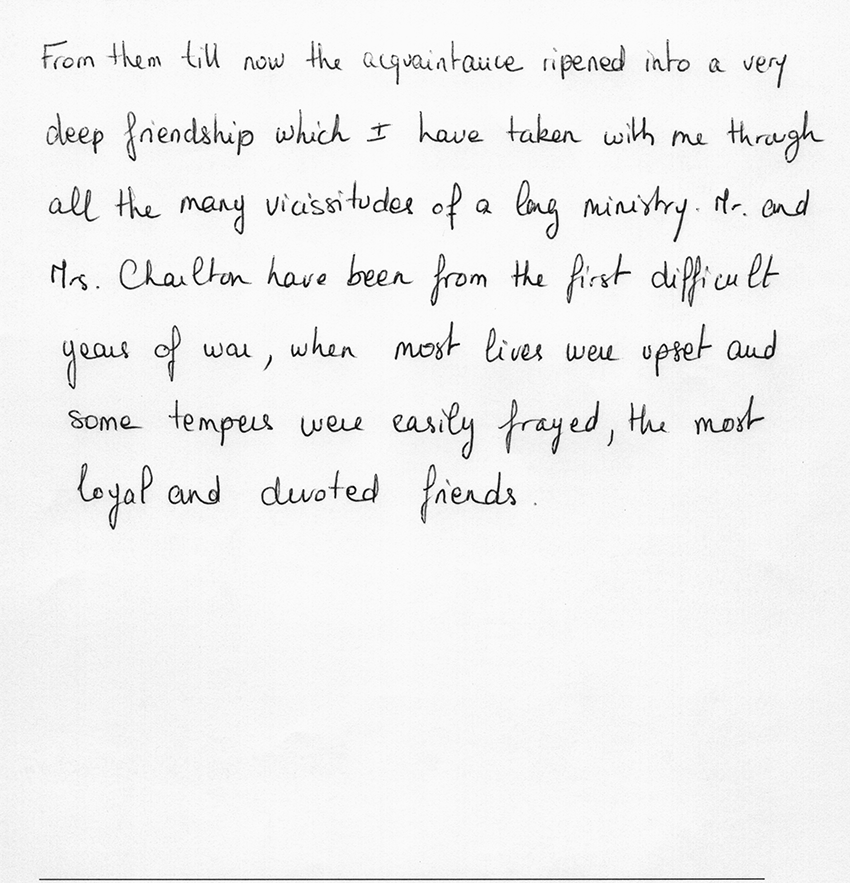 From them till now the acquaintance ripened into a very
deep friendship which I have taken with me through
all the many vicissitudes of a long ministry. Mr. and
Mrs. Charlton have been from the first difficult
years of war, when most lives were upset and
some tempers were easily frayed, the most
loyal and devoted friends.